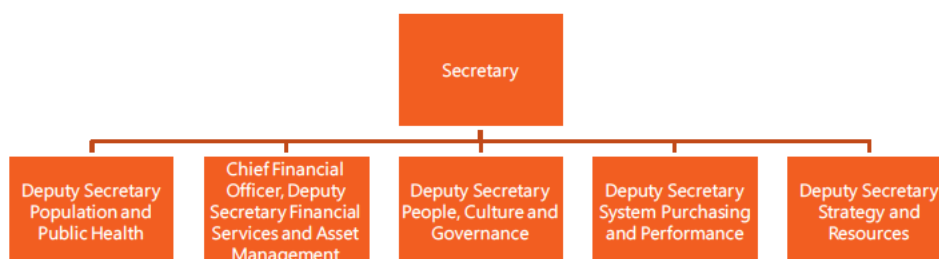 Secretary
Deputy Secretary
Population and
Public Health
Chief Financial
Officer, Deputy
Secretary Financial
Services and Asset
Management
Deputy Secretary
People, Culture and
Governance
Deputy Secretary
System Purchasing
and Performance
Deputy Secretary
Strategy and
Resources